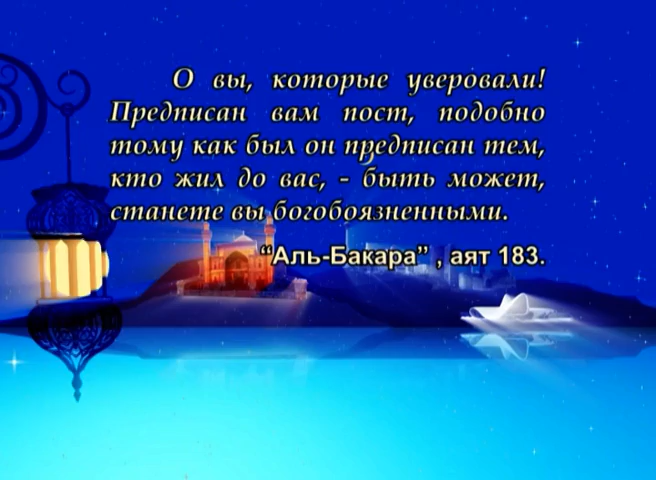 О вы, которые уверовали!
Предписан вам пост, подобно
тому как был он предписан тем,
кто жил до вас, - быть может,
станете вы богобоязненными.
“Аль-Бакара” , аят 183.